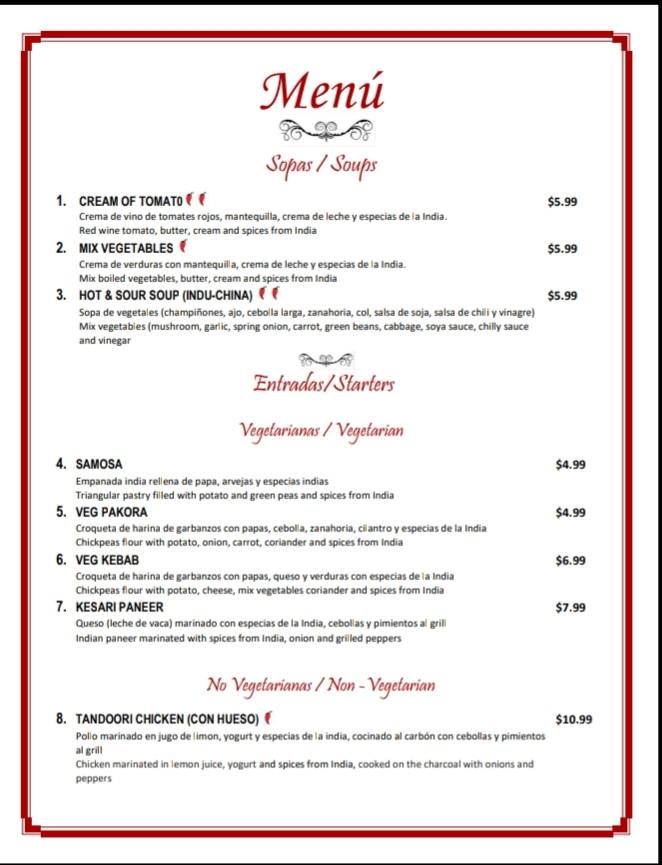 Menú
Sopas / Soups
1. CREAM OF TOMATO $5.99
Crema de vino de tomates rojos, mantequilla, crema de leche y especias de la India.
Red wine tomato, butter, cream and spices from India
2. MIX VEGETABLES $5.99
Crema de verduras con mantequilla, crema de leche y especias de la India.
Mix boiled vegetables, butter, cream and spices from India
3. HOT & SOUR SOUP (INDU-CHINA) $5.99
Sopa de vegetales (champiñones, ajo, cebolla larga, zanahoria, col, salsa de soja, salsa de chili y vinagre)
Mix vegetables (mushroom, garlic, spring onion, carrot, green beans, cabbage, soya sauce, chilly sauce
and vinegar
Entradas/Starters
Vegetarianas / Vegetarian
4. SAMOSA $4.99
Empanada india rellena de papa, arvejas y especias indias
Triangular pastry filled with potato and green peas and spices from India
5. VEG PAKORA $4.99
Croqueta de harina de garbanzos con papas, cebolla, zanahoria, cilantro y especias de la India
Chickpeas flour with potato, onion, carrot, coriander and spices from India
6. VEG KEBAB $6.99
Croqueta de harina de garbanzos con papas, queso y verduras con especias de la India
Chickpeas flour with potato, cheese, mix vegetables coriander and spices from India
7. KESARI PANEER $7.99
Queso (leche de vaca) marinado con especias de la India, cebollas y pimientos al grill
Indian paneer marinated with spices from India, onion and grilled peppers
No Vegetarianas / Non - Vegetarian
8. TANDOORI CHICKEN (CON HUESO) $10.99
Pollo marinado en jugo de limon, yogurt y especias de la india, cocinado al carbón con cebollas y pimientos
al grill
Chicken marinated in lemon juice, yogurt and spices from India, cooked on the charcoal with onions and
peppers